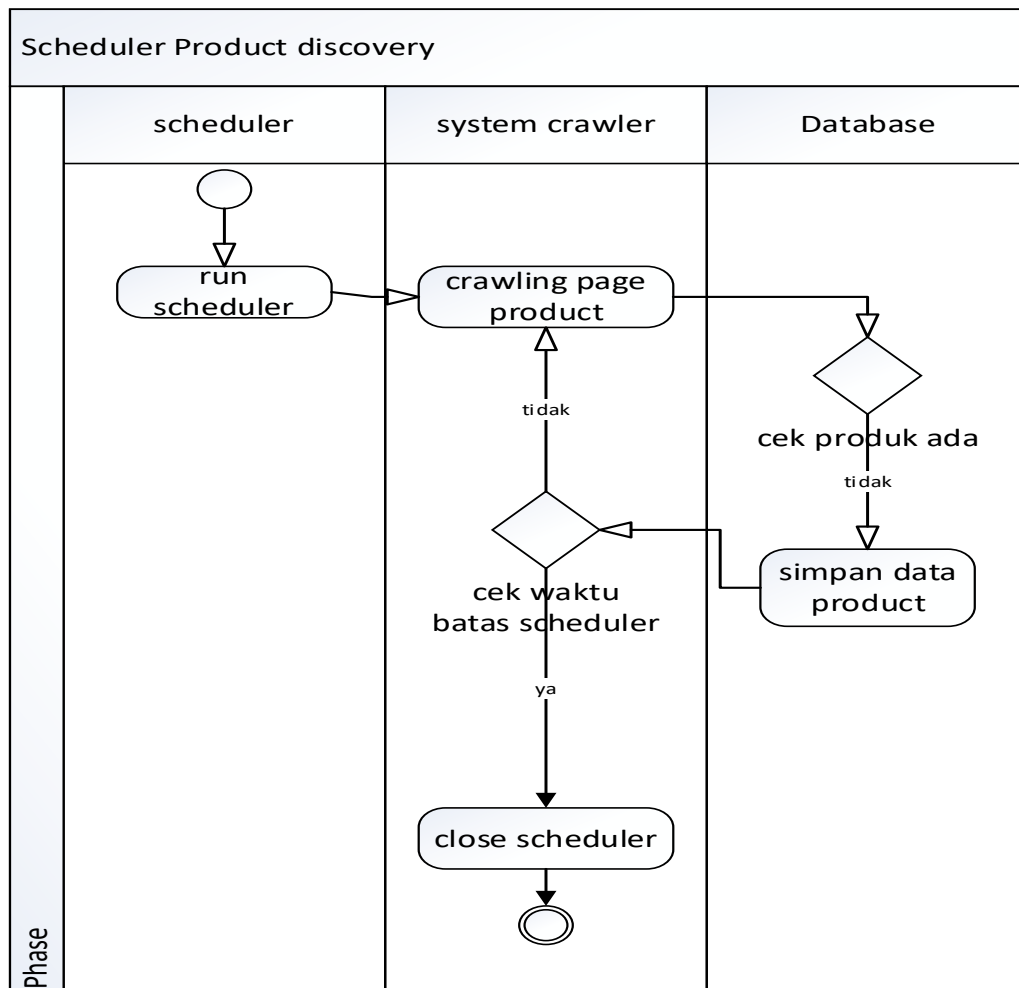 Scheduler Product discovery
scheduler
system crawler
Database
run
scheduler
crawling page
product
tidak
cek produk ada
tidak
simpan data
product
cek waktu
batas scheduler
ya
close scheduler
Phase